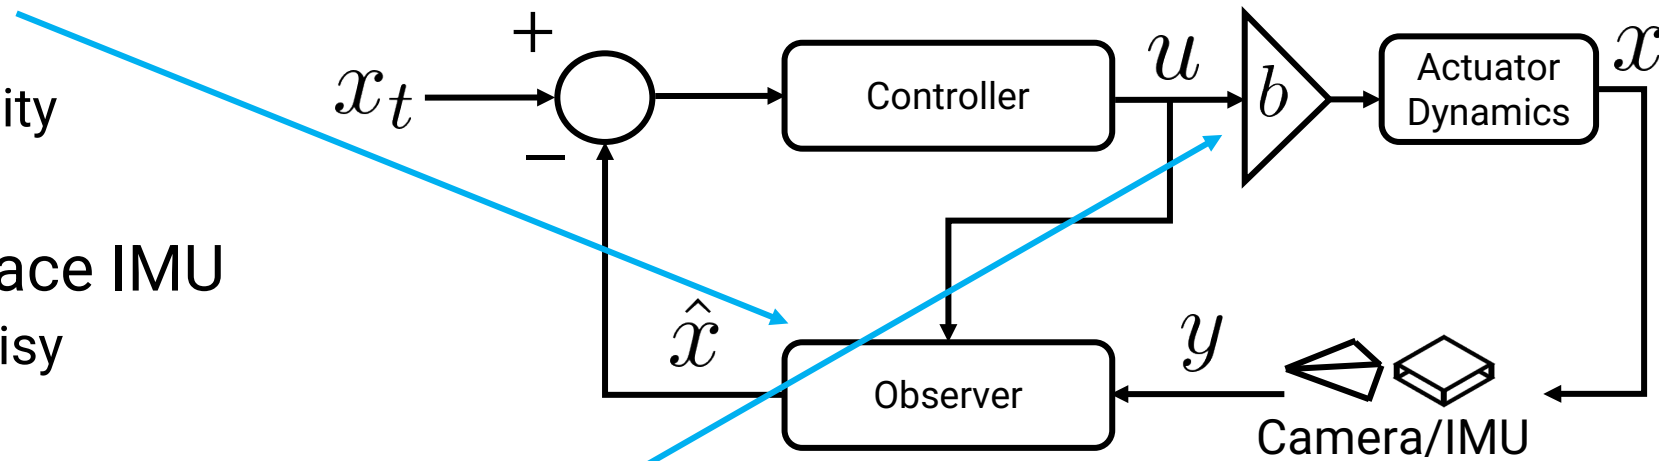 ity
ace IMU
isy
x_t
+
−
Controller
u
b
Actuator
Dynamics
x
x̂
Observer
y
Camera/IMU